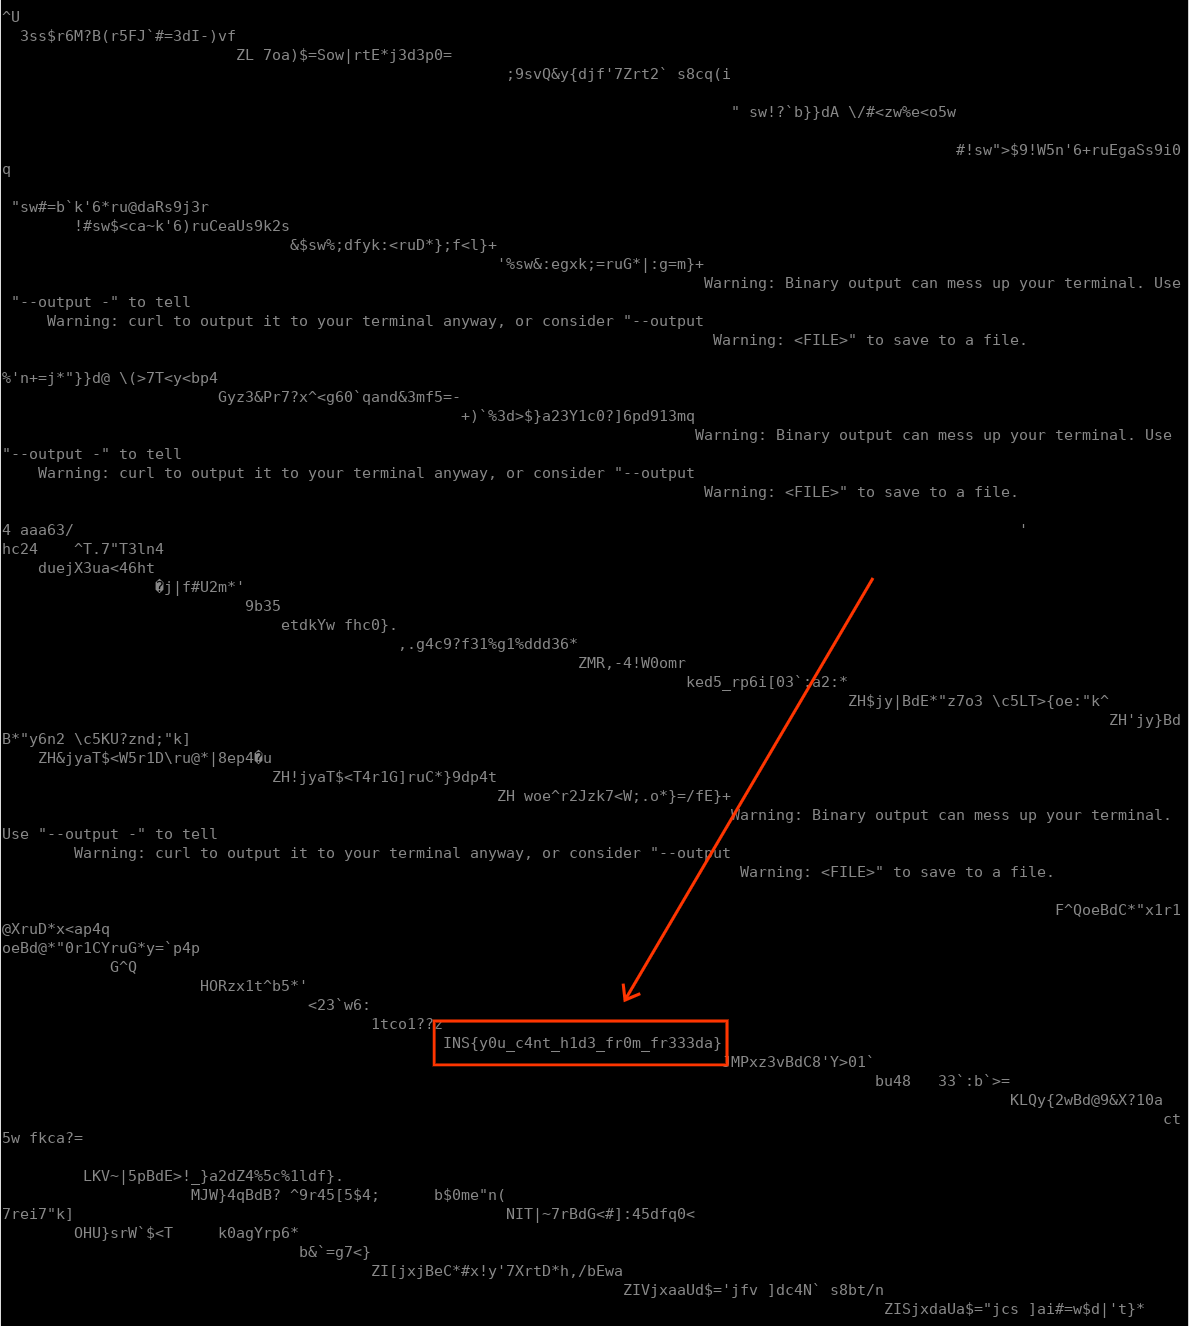 ^U
3ss$r6M?B(r5FJ`#=3dI-)vf
ZL 7oa)$=Sow|rtE*j3d3p0=
;9svQ&y{djf'7Zrt2` s8cq(i
" sw!?`b}}dA \/#<zw%e<o5w
#!sw">$9!W5n'6+ruEgaSs9i0
q
"sw#=b`k'6*ru@daRs9j3r
!#sw$<ca~k'6)ruCeaUs9k2s
&$sw%;dfyk:<ruD*};f<l}+
'%sw&:egxk;=ruG*|:g=m}+
Warning: Binary output can mess up your terminal. Use
"--output -" to tell
Warning: curl to output it to your terminal anyway, or consider "--output
Warning: <FILE>" to save to a file.
%'n+=j*"}}d@ \(>7T<y<bp4
Gyz3&Pr7?x^<g60`qand&3mf5=-
+)`%3d>$}a23Y1c0?]6pd913mq
Warning: Binary output can mess up your terminal. Use
"--output -" to tell
Warning: curl to output it to your terminal anyway, or consider "--output
Warning: <FILE>" to save to a file.
4 aaa63/ '
hc24    ^T.7"T3ln4
duejX3ua<46ht
�j|f#U2m*'
9b35
etdkYw fhc0}.
,.g4c9?f31%g1%ddd36*
ZMR,-4!W0omr
ked5_rp6i[03`:a2:*
ZH$jy|BdE*"z7o3 \c5LT>{oe:"k^
ZH'jy}Bd
B*"y6n2 \c5KU?znd;"k]
ZH&jyaT$<W5r1D\ru@*|8ep4�u
ZH!jyaT$<T4r1G]ruC*}9dp4t
ZH woe^r2Jzk7<W;.o*}=/fE}+
Warning: Binary output can mess up your terminal.
Use "--output -" to tell
Warning: curl to output it to your terminal anyway, or consider "--output
Warning: <FILE>" to save to a file.
F^QoeBdC*"x1r1
@XruD*x<ap4q
oeBd@*"0r1CYruG*y=`p4p
G^Q
HORzx1t^b5*'
<23`w6:
1tco1??z
INS{y0u_c4nt_h1d3_fr0m_fr333da}
]MPxz3vBdC8'Y>01`
bu48   33`:b`>=
KLQy{2wBd@9&X?10a
ct
5w fkca?=
LKV~|5pBdE>!_}a2dZ4%5c%1ldf}.
MJW}4qBdB? ^9r45[5$4;      b$0me"n(
7rei7"k] NIT|~7rBdG<#]:45dfq0<
OHU}srW`$<T     k0agYrp6*
b&`=g7<}
ZI[jxjBeC*#x!y'7XrtD*h,/bEwa
ZIVjxaaUd$='jfv ]dc4N` s8bt/n
ZISjxdaUa$="jcs ]ai#=w$d|'t}*